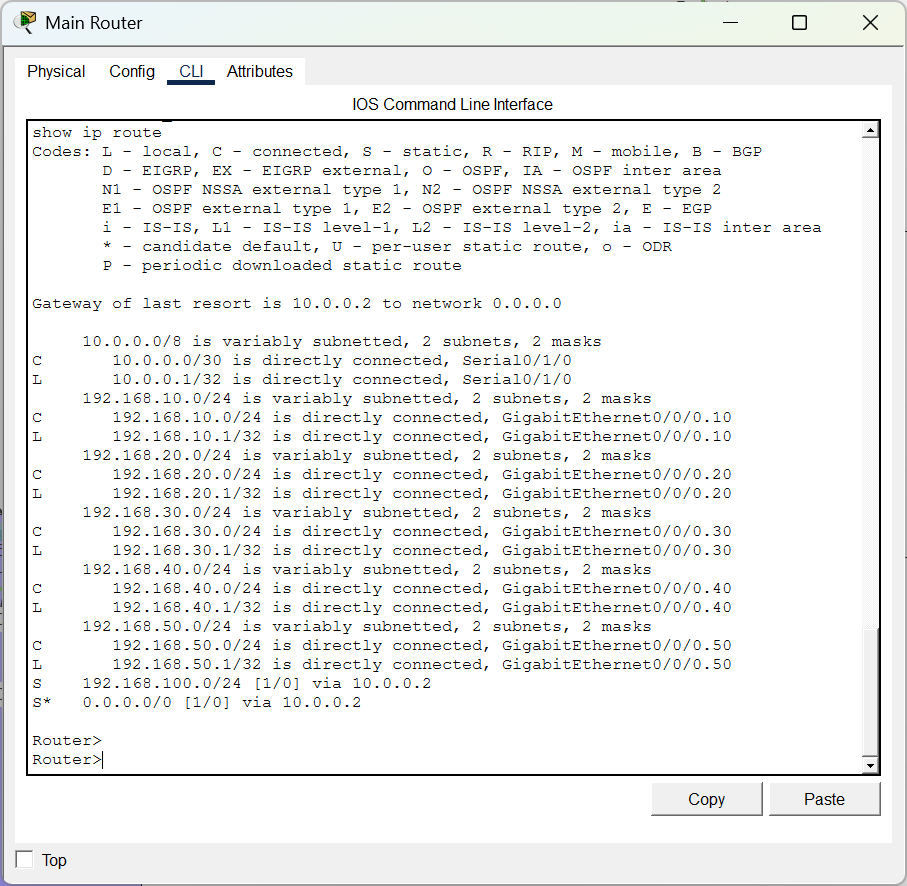 Main Router
Physical Config CLI Attributes
IOS Command Line Interface
show ip route
Codes: L - local, C - connected, S - static, R - RIP, M - mobile, B - BGP
       D - EIGRP, EX - EIGRP external, O - OSPF, IA - OSPF inter area
       N1 - OSPF NSSA external type 1, N2 - OSPF NSSA external type 2
       E1 - OSPF external type 1, E2 - OSPF external type 2, E - EGP
       i - IS-IS, L1 - IS-IS level-1, L2 - IS-IS level-2, ia - IS-IS inter area
       * - candidate default, U - per-user static route, o - ODR
       P - periodic downloaded static route
Gateway of last resort is 10.0.0.2 to network 0.0.0.0
     10.0.0.0/8 is variably subnetted, 2 subnets, 2 masks
C       10.0.0.0/30 is directly connected, Serial0/1/0
L       10.0.0.1/32 is directly connected, Serial0/1/0
     192.168.10.0/24 is variably subnetted, 2 subnets, 2 masks
C       192.168.10.0/24 is directly connected, GigabitEthernet0/0/0.10
L       192.168.10.1/32 is directly connected, GigabitEthernet0/0/0.10
     192.168.20.0/24 is variably subnetted, 2 subnets, 2 masks
C       192.168.20.0/24 is directly connected, GigabitEthernet0/0/0.20
L       192.168.20.1/32 is directly connected, GigabitEthernet0/0/0.20
     192.168.30.0/24 is variably subnetted, 2 subnets, 2 masks
C       192.168.30.0/24 is directly connected, GigabitEthernet0/0/0.30
L       192.168.30.1/32 is directly connected, GigabitEthernet0/0/0.30
     192.168.40.0/24 is variably subnetted, 2 subnets, 2 masks
C       192.168.40.0/24 is directly connected, GigabitEthernet0/0/0.40
L       192.168.40.1/32 is directly connected, GigabitEthernet0/0/0.40
     192.168.50.0/24 is variably subnetted, 2 subnets, 2 masks
C       192.168.50.0/24 is directly connected, GigabitEthernet0/0/0.50
L       192.168.50.1/32 is directly connected, GigabitEthernet0/0/0.50
S    192.168.100.0/24 [1/0] via 10.0.0.2
S*   0.0.0.0/0 [1/0] via 10.0.0.2
Router>
Router>
Copy Paste
Top